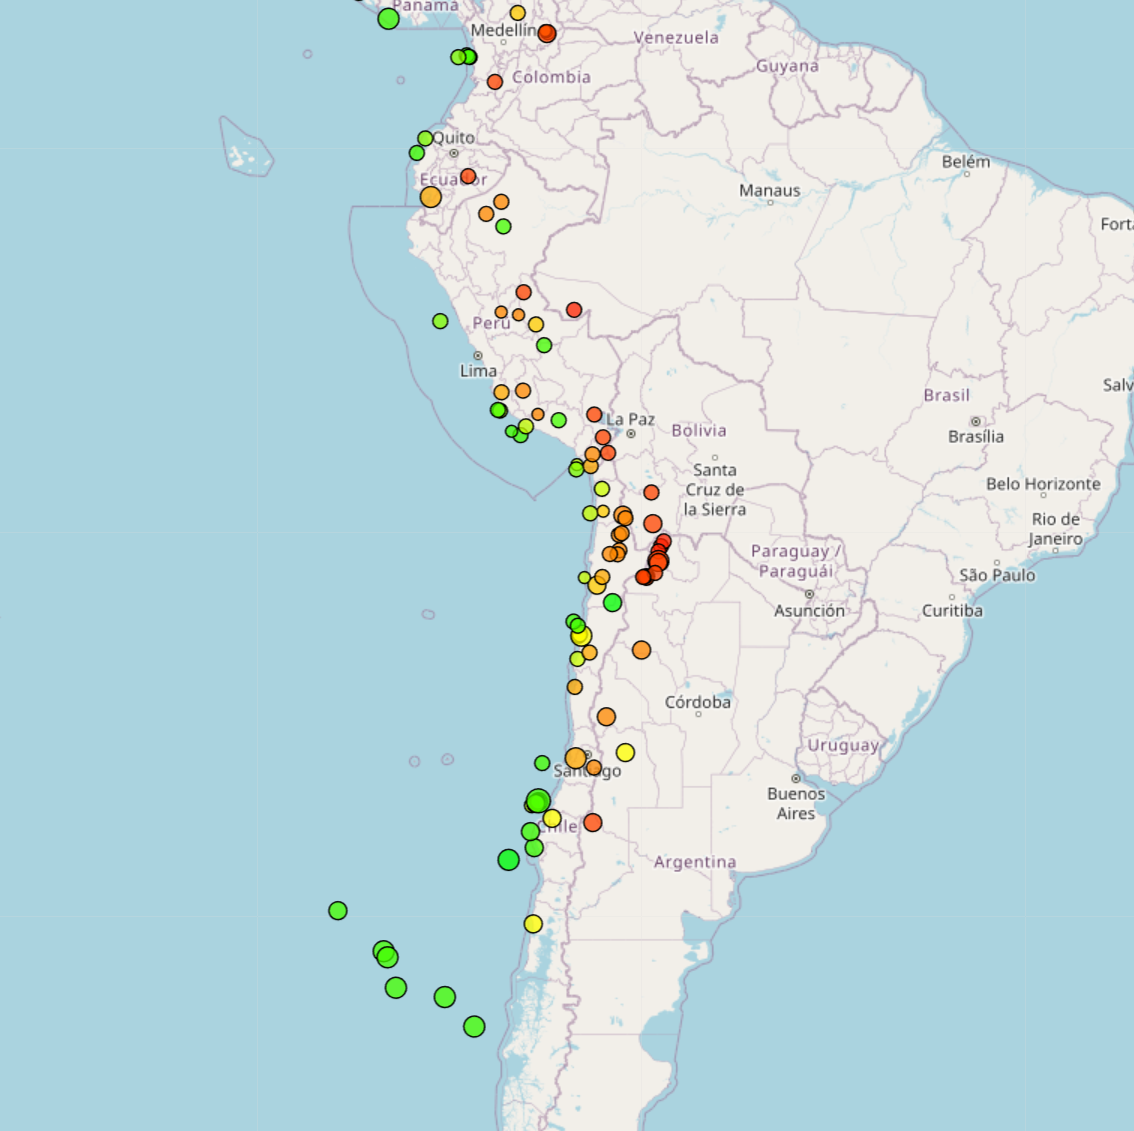 Panamá
Medellín
Venezuela
Guyana
Colombia
Quito
Ecuador
Belém
Manaus
Forta
Perú
Lima
Salv
Brasil
La Paz
Bolivia
Brasília
Santa
Cruz de
la Sierra
Belo Horizonte
Rio de
Janeiro
Paraguay /
Paraguái
São Paulo
Asunción
Curitiba
Córdoba
Uruguay
Santiago
Buenos
Aires
Chile
Argentina